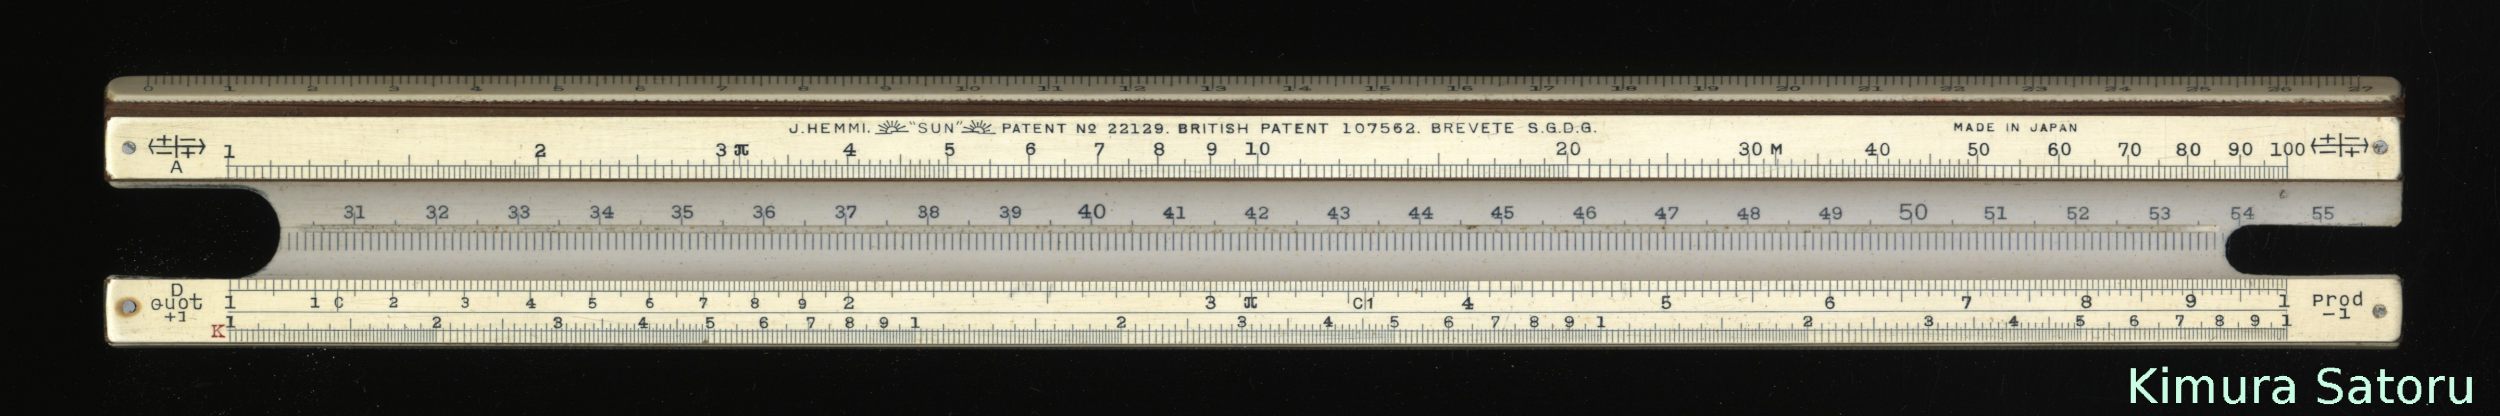 0 1 2 3 4 5 6 7 8 9 10 11 12 13 14 15 16 17 18 19 20 21 22 23 24 25 26 27
J.HEMMI. "SUN" PATENT Nº 22129. BRITISH PATENT 107562. BREVETE S.G.D.G. MADE IN JAPAN
1 2 3 π 4 5 6 7 8 9 10 20 30 M 40 50 60 70 80 90 100
A
31 32 33 34 35 36 37 38 39 40 41 42 43 44 45 46 47 48 49 50 51 52 53 54 55
D
Quot 1 1 C 2 3 4 5 6 7 8 9 2 3 π C1 4 5 6 7 8 9 1 Prod
+1 -1
K 1 2 3 4 5 6 7 8 9 1 2 3 4 5 6 7 8 9 1 2 3 4 5 6 7 8 9 1
Kimura Satoru